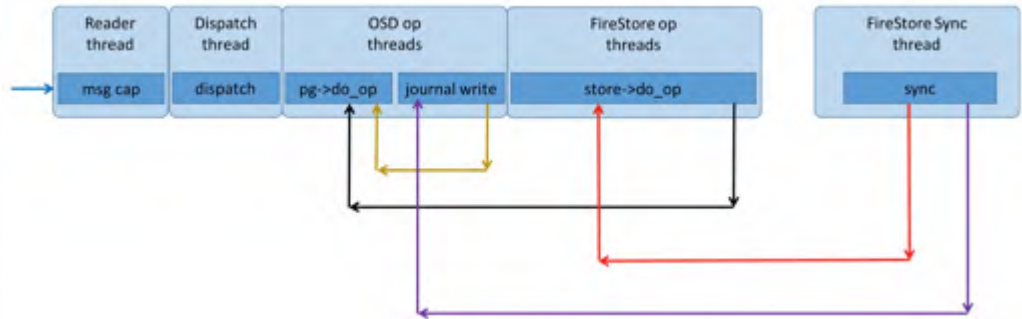 Reader
thread
Dispatch
thread
OSD op
threads
FireStore op
threads
FireStore Sync
thread
msg cap
dispatch
pg->do_op
journal write
store->do_op
sync